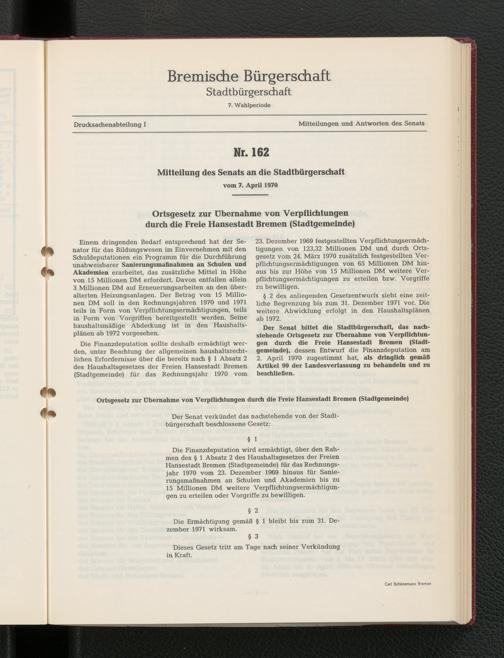 Bremische Bürgerschaft
Stadtbürgerschaft
7. Wahlperiode
Drucksachenabteilung I
Mitteilungen und Antworten des Senats
Nr. 162
Mitteilung des Senats an die Stadtbürgerschaft
vom 7. April 1970
Ortsgesetz zur Übernahme von Verpflichtungen
durch die Freie Hansestadt Bremen (Stadtgemeinde)
Einem dringenden Bedarf entsprechend hat der Se-
nator für das Bildungswesen im Einvernehmen mit den
Schuldeputationen ein Programm für die Durchführung
unabweisbarer Sanierungsmaßnahmen an Schulen und
Akademien erarbeitet, das zusätzliche Mittel in Höhe
von 15 Millionen DM erfordert. Davon entfallen allein
3 Millionen DM auf Erneuerungsarbeiten an den über-
alterten Heizungsanlagen. Der Betrag von 15 Millio-
nen DM soll in den Rechnungsjahren 1970 und 1971
teils in Form von Verpflichtungsermächtigungen, teils
in Form von Vorgriffen bereitgestellt werden. Seine
haushaltsmäßige Abdeckung ist in den Haushalts-
plänen ab 1972 vorgesehen.
Die Finanzdeputation sollte deshalb ermächtigt wer-
den, unter Beachtung der allgemeinen haushaltsrecht-
lichen Erfordernisse über die bereits nach § 1 Absatz 2
des Haushaltsgesetzes der Freien Hansestadt Bremen
(Stadtgemeinde) für das Rechnungsjahr 1970 vom
23. Dezember 1969 festgestellten Verpflichtungsermäch-
tigungen von 123,32 Millionen DM und durch Orts-
gesetz vom 24. März 1970 zusätzlich festgestellten Ver-
pflichtungsermächtigungen von 65 Millionen DM hin-
aus bis zur Höhe von 15 Millionen DM weitere Ver-
pflichtungsermächtigungen zu erteilen bzw. Vorgriffe
zu bewilligen.
§ 2 des anliegenden Gesetzentwurfs sieht eine zeit-
liche Begrenzung bis zum 31. Dezember 1971 vor. Die
weitere Abwicklung erfolgt in den Haushaltsplänen
ab 1972.
Der Senat bittet die Stadtbürgerschaft, das nach-
stehende Ortsgesetz zur Übernahme von Verpflichtun-
gen durch die Freie Hansestadt Bremen (Stadt-
gemeinde), dessen Entwurf die Finanzdeputation am
2. April 1970 zugestimmt hat, als dringlich gemäß
Artikel 99 der Landesverfassung zu behandeln und zu
beschließen.
Ortsgesetz zur Übernahme von Verpflichtungen durch die Freie Hansestadt Bremen (Stadtgemeinde)
Der Senat verkündet das nachstehende von der Stadt-
bürgerschaft beschlossene Gesetz:
§ 1
Die Finanzdeputation wird ermächtigt, über den Rah-
men des § 1 Absatz 2 des Haushaltsgesetzes der Freien
Hansestadt Bremen (Stadtgemeinde) für das Rechnungs-
jahr 1970 vom 23. Dezember 1969 hinaus für Sanie-
rungsmaßnahmen an Schulen und Akademien bis zu
15 Millionen DM weitere Verpflichtungsermächtigun-
gen zu erteilen oder Vorgriffe zu bewilligen.
§ 2
Die Ermächtigung gemäß § 1 bleibt bis zum 31. De-
zember 1971 wirksam.
§ 3
Dieses Gesetz tritt am Tage nach seiner Verkündung
in Kraft.
Carl Schünemann Bremen